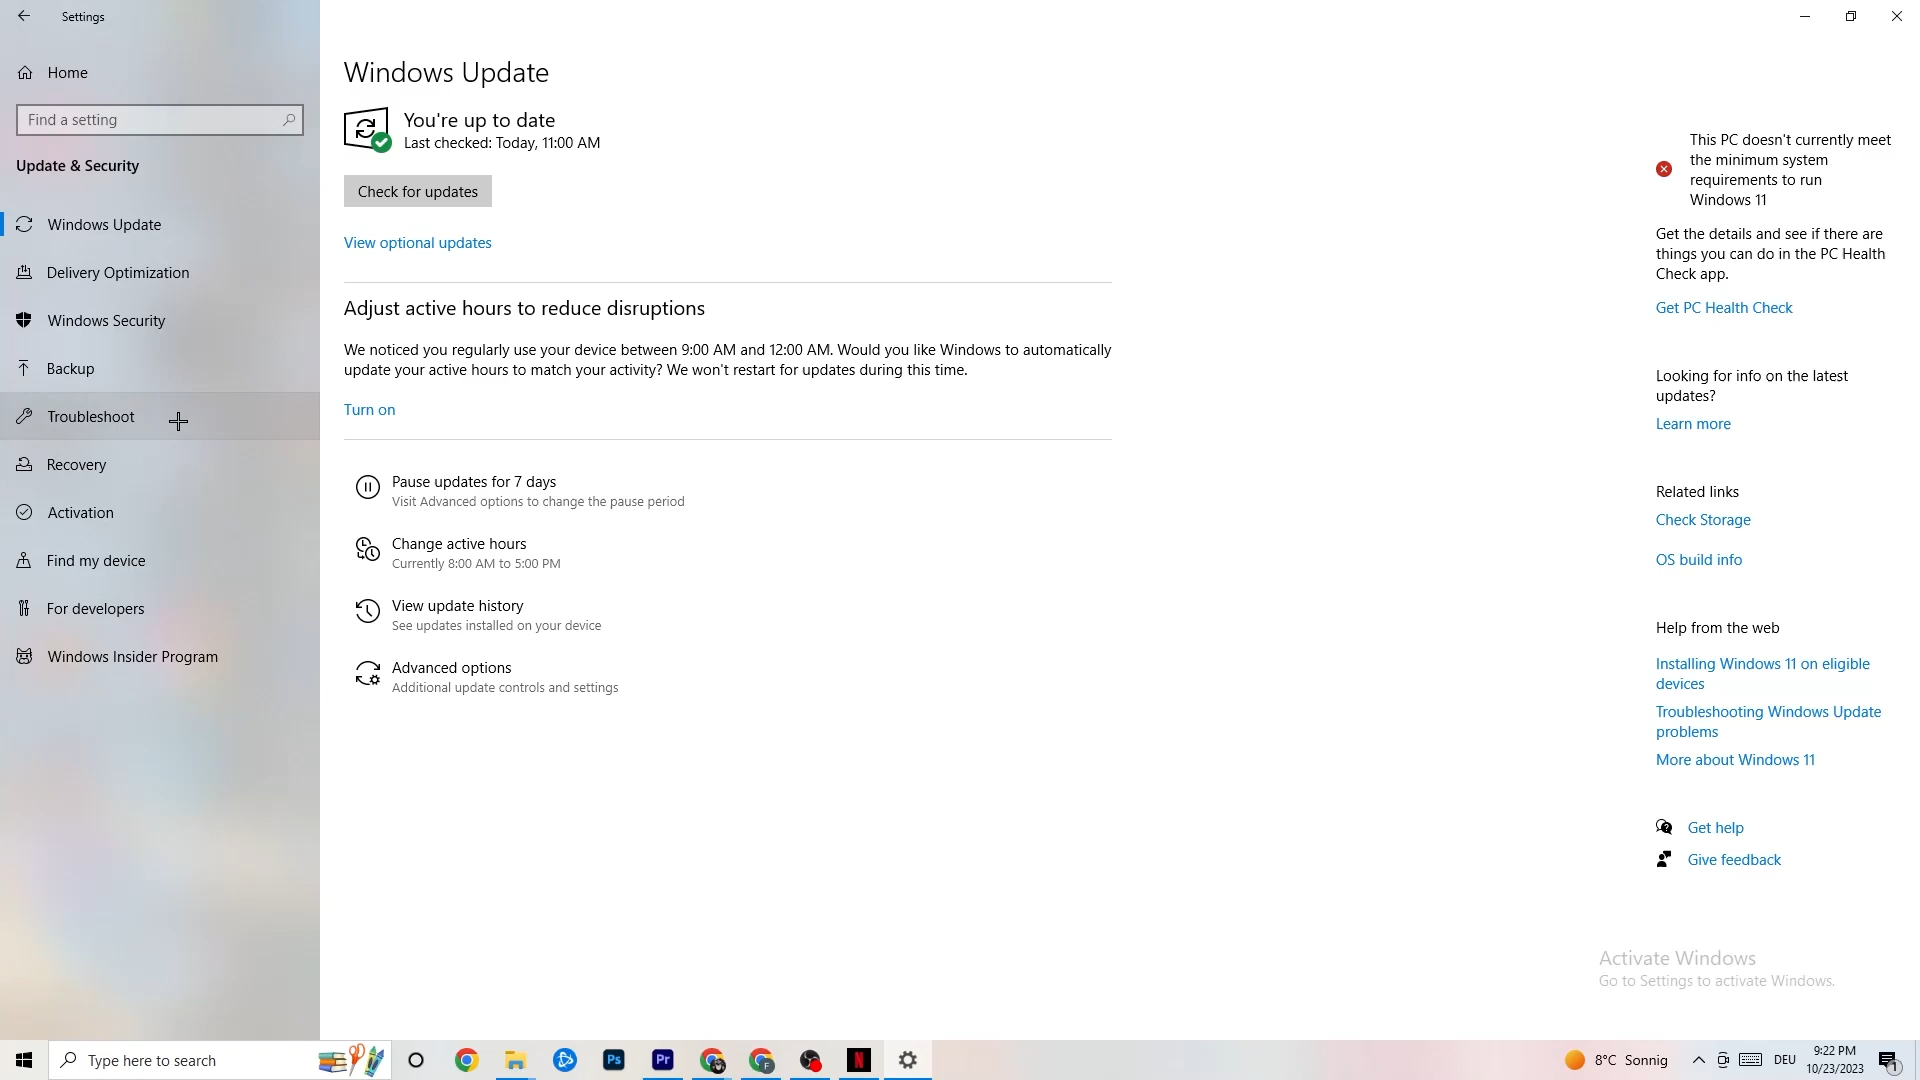 Settings
Home
Find a setting
Update & Security
Windows Update
Delivery Optimization
Windows Security
Backup
Troubleshoot
Recovery
Activation
Find my device
For developers
Windows Insider Program
Windows Update
You're up to date
Last checked: Today, 11:00 AM
Check for updates
View optional updates
Adjust active hours to reduce disruptions
We noticed you regularly use your device between 9:00 AM and 12:00 AM. Would you like Windows to automatically
update your active hours to match your activity? We won't restart for updates during this time.
Turn on
Pause updates for 7 days
Visit Advanced options to change the pause period
Change active hours
Currently 8:00 AM to 5:00 PM
View update history
See updates installed on your device
Advanced options
Additional update controls and settings
This PC doesn't currently meet
the minimum system
requirements to run
Windows 11
Get the details and see if there are
things you can do in the PC Health
Check app.
Get PC Health Check
Looking for info on the latest
updates?
Learn more
Related links
Check Storage
OS build info
Help from the web
Installing Windows 11 on eligible
devices
Troubleshooting Windows Update
problems
More about Windows 11
Get help
Give feedback
Activate Windows
Go to Settings to activate Windows.
Type here to search
Ps
Pr
F
N
8°C Sonnig
DEU
9:22 PM
10/23/2023
1